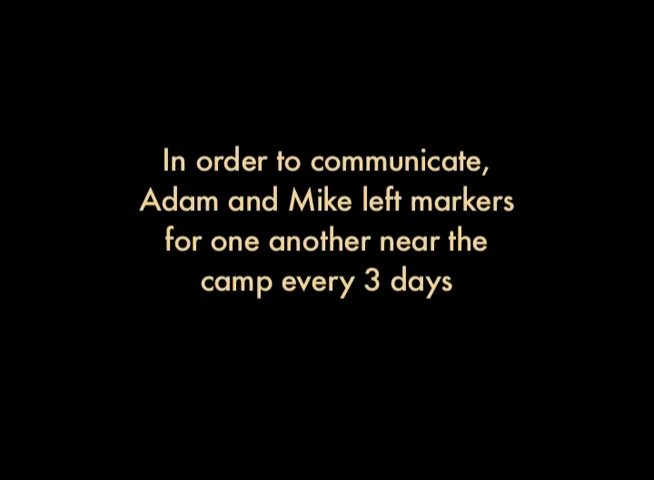 In order to communicate,
Adam and Mike left markers
for one another near the
camp every 3 days